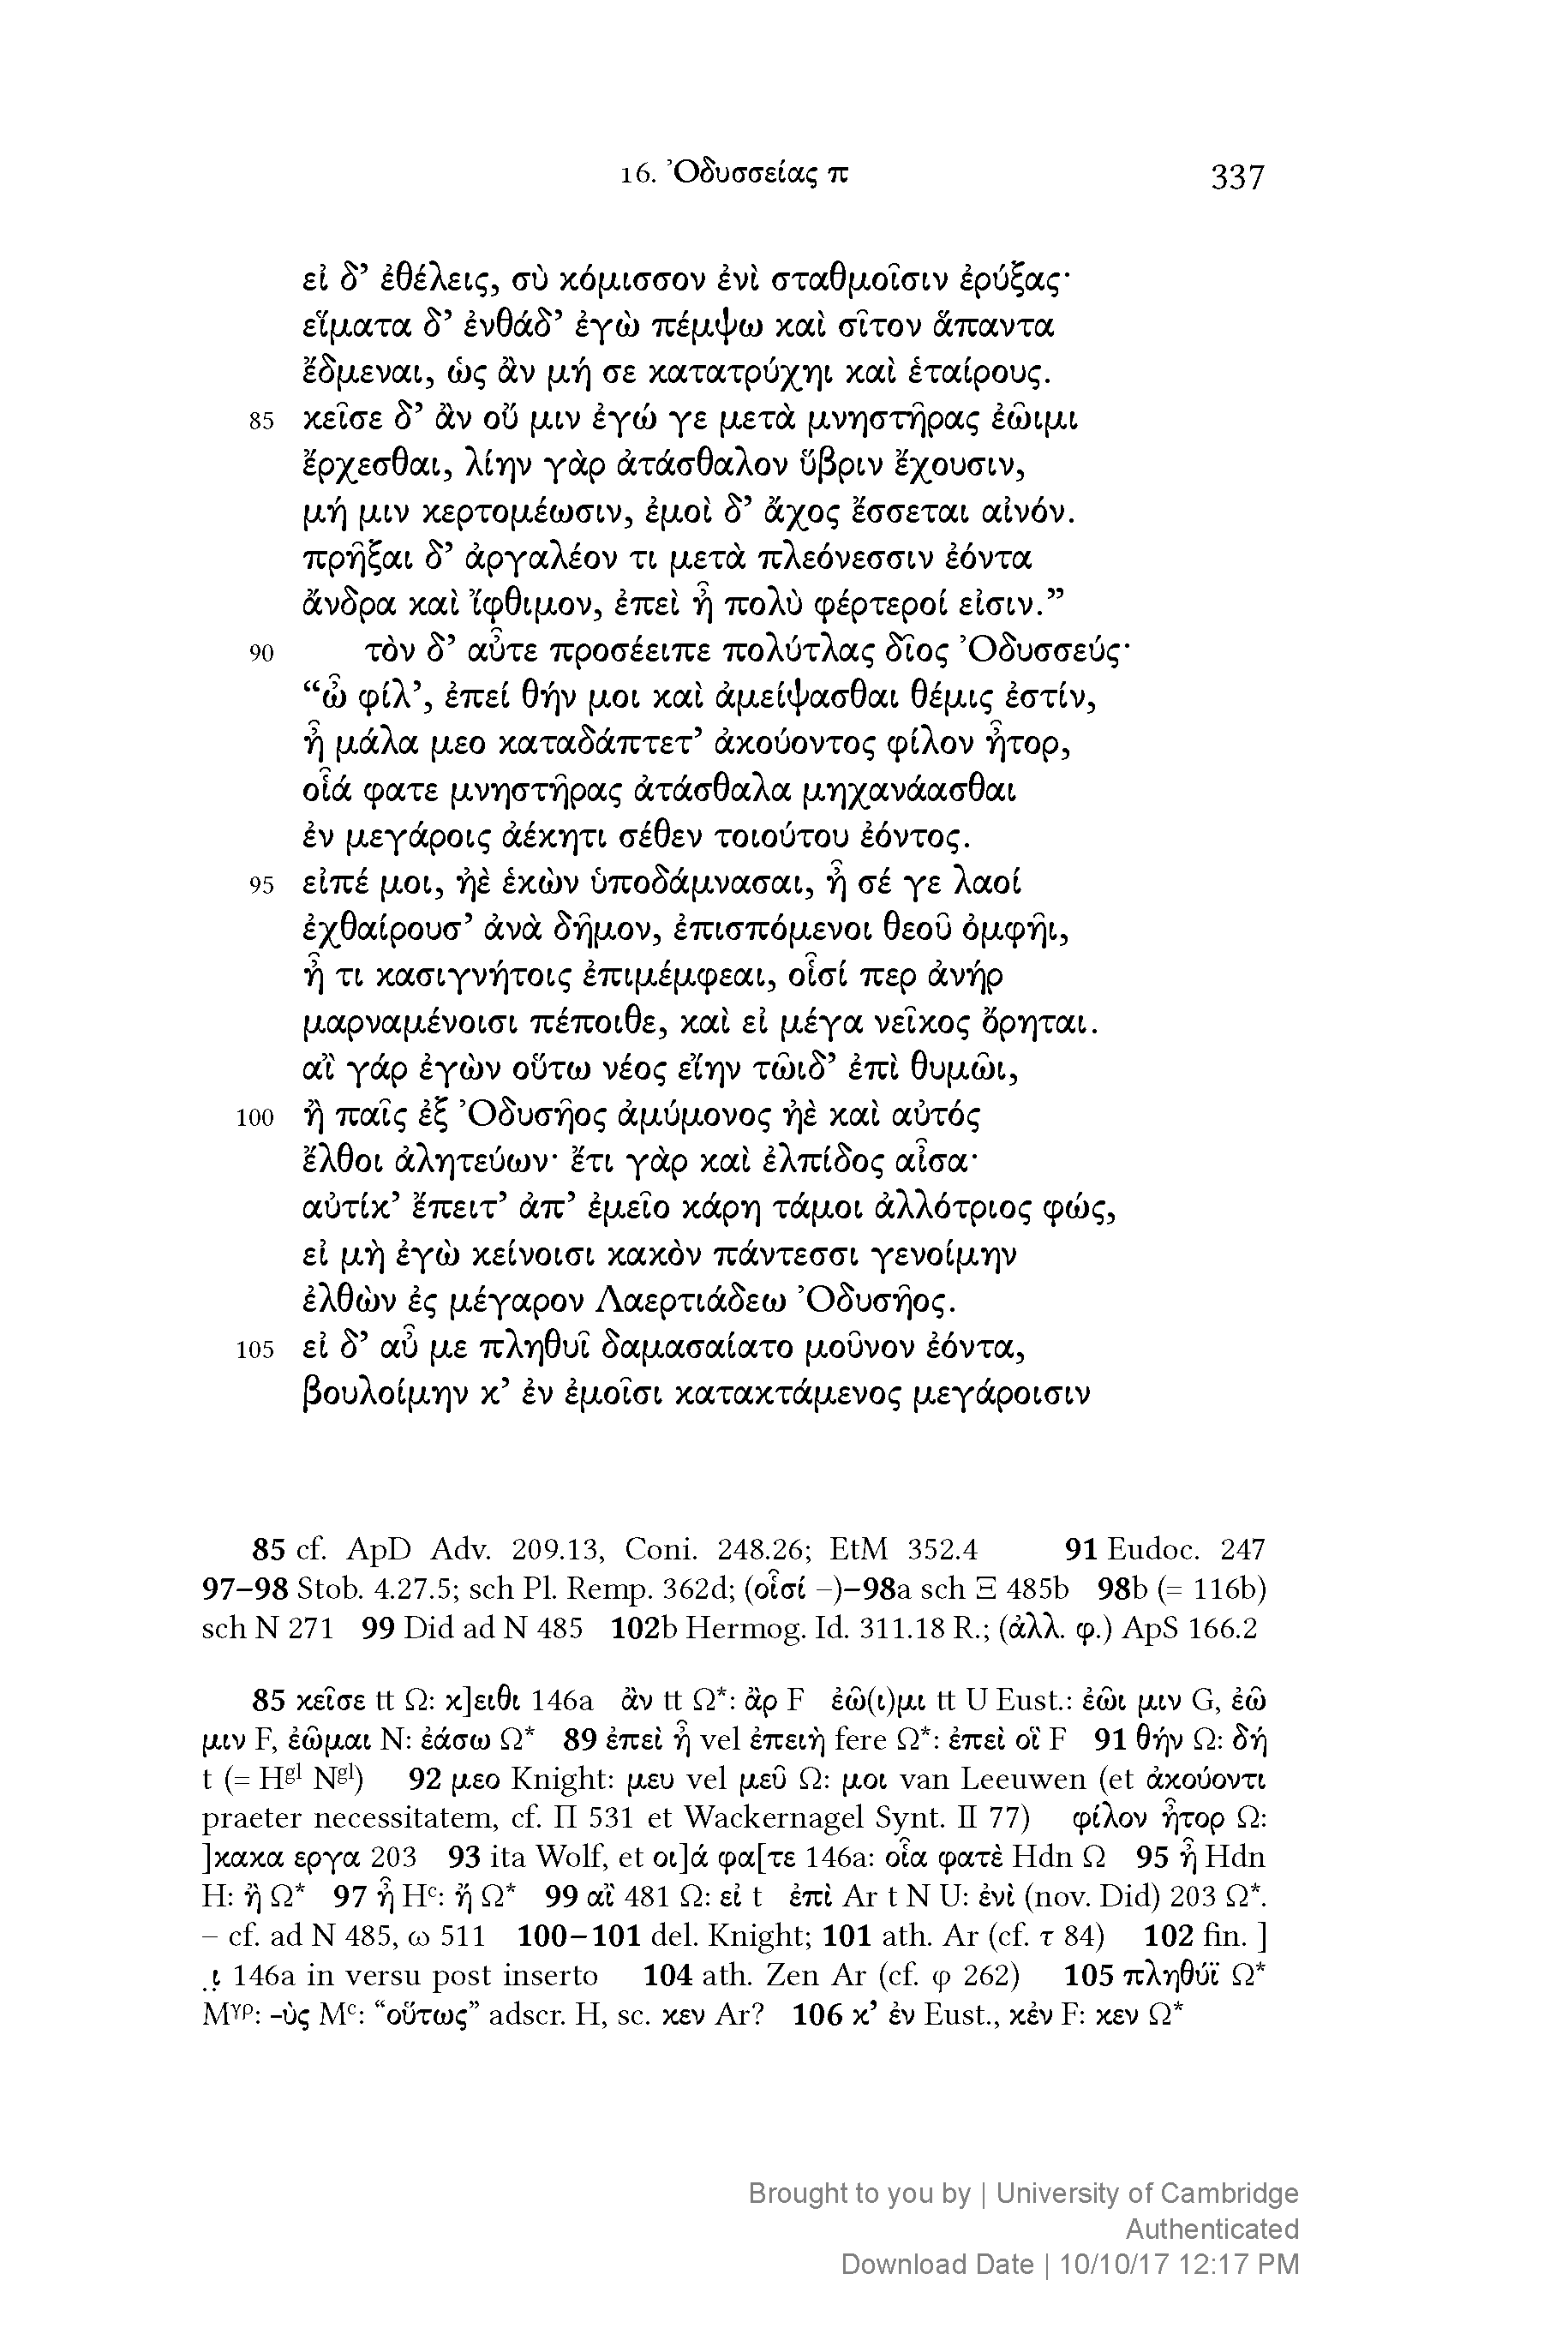 16. Ὀδυσσείας π 337
εἰ δ’ ἐθέλεις, σὺ κόμισσον ἐνὶ σταθμοῖσιν ἐρύξας·
εἵματα δ’ ἐνθάδ’ ἐγὼ πέμψω καὶ σῖτον ἅπαντα
ἔδμεναι, ὡς ἂν μή σε κατατρύχηι καὶ ἑταίρους.
85 κεῖσε δ’ ἂν οὔ μιν ἐγώ γε μετὰ μνηστῆρας ἐῶιμι
ἔρχεσθαι, λίην γὰρ ἀτάσθαλον ὕβριν ἔχουσιν,
μή μιν κερτομέωσιν, ἐμοὶ δ’ ἄχος ἔσσεται αἰνόν.
πρῆξαι δ’ ἀργαλέον τι μετὰ πλεόνεσσιν ἐόντα
ἄνδρα καὶ ἴφθιμον, ἐπεὶ ἦ πολὺ φέρτεροί εἰσιν.”
90 τὸν δ’ αὖτε προσέειπε πολύτλας δῖος Ὀδυσσεύς·
“ὦ φίλ’, ἐπεί θήν μοι καὶ ἀμείψασθαι θέμις ἐστίν,
ἦ μάλα μεο καταδάπτετ’ ἀκούοντος φίλον ἦτορ,
οἷά φατε μνηστῆρας ἀτάσθαλα μηχανάασθαι
ἐν μεγάροις ἀέκητι σέθεν τοιούτου ἐόντος.
95 εἰπέ μοι, ἠὲ ἑκὼν ὑποδάμνασαι, ἦ σέ γε λαοί
ἐχθαίρουσ’ ἀνὰ δῆμον, ἐπισπόμενοι θεοῦ ὀμφῆι,
ἦ τι κασιγνήτοις ἐπιμέμφεαι, οἷσί περ ἀνήρ
μαρναμένοισι πέποιθε, καὶ εἰ μέγα νεῖκος ὄρηται.
αἲ γάρ ἐγὼν οὕτω νέος εἴην τῶιδ’ ἐπὶ θυμῶι,
100 ἢ παῖς ἐξ Ὀδυσῆος ἀμύμονος ἠὲ καὶ αὐτός
ἔλθοι ἀλητεύων· ἔτι γὰρ καὶ ἐλπίδος αἶσα·
αὐτίκ’ ἔπειτ’ ἀπ’ ἐμεῖο κάρη τάμοι ἀλλότριος φώς,
εἰ μὴ ἐγὼ κείνοισι κακὸν πάντεσσι γενοίμην
ἐλθὼν ἐς μέγαρον Λαερτιάδεω Ὀδυσῆος.
105 εἰ δ’ αὖ με πληθυῖ δαμασαίατο μοῦνον ἐόντα,
βουλοίμην κ’ ἐν ἐμοῖσι κατακτάμενος μεγάροισιν
85 cf. ApD Adv. 209.13, Coni. 248.26; EtM 352.4 91 Eudoc. 247
97–98 Stob. 4.27.5; sch Pl. Remp. 362d; (οἷσί –)–98a sch Ξ 485b 98b (= 116b)
sch Ν 271 99 Did ad Ν 485 102b Hermog. Id. 311.18 R.; (ἀλλ. φ.) ApS 166.2
85 κεῖσε tt Ω: κ]ειθι 146a ἂν tt Ω*: ἂρ F ἐῶ(ι)μι tt U Eust.: ἐῶι μιν G, ἐῶ
μιν F, ἐῶμαι N: ἐάσω Ω* 89 ἐπεὶ ἦ vel ἐπειὴ fere Ω*: ἐπεὶ οἳ F 91 θήν Ω: δή
t (= Hᵍˡ Nᵍˡ) 92 μεο Knight: μευ vel μεῦ Ω: μοι van Leeuwen (et ἀκούοντι
praeter necessitatem, cf. Π 531 et Wackernagel Synt. II 77) φίλον ἦτορ Ω:
]κακα εργα 203 93 ita Wolf, et οι]ά φα[τε 146a: οἷα φατὲ Hdn Ω 95 ἦ Hdn
H: ἢ Ω* 97 ἦ Hᶜ: ἤ Ω* 99 αἲ 481 Ω: εἰ t ἐπὶ Ar t N U: ἐνὶ (nov. Did) 203 Ω*.
– cf. ad Ν 485, ω 511 100–101 del. Knight; 101 ath. Ar (cf. τ 84) 102 fin. ]
.ι̣ 146a in versu post inserto 104 ath. Zen Ar (cf. φ 262) 105 πληθύϊ Ω*
Mᵞᵖ: -ὺς Mᶜ: “οὕτως” adscr. H, sc. κεν Ar? 106 κ’ ἐν Eust., κἐν F: κεν Ω*
Brought to you by | University of Cambridge
Authenticated
Download Date | 10/10/17 12:17 PM